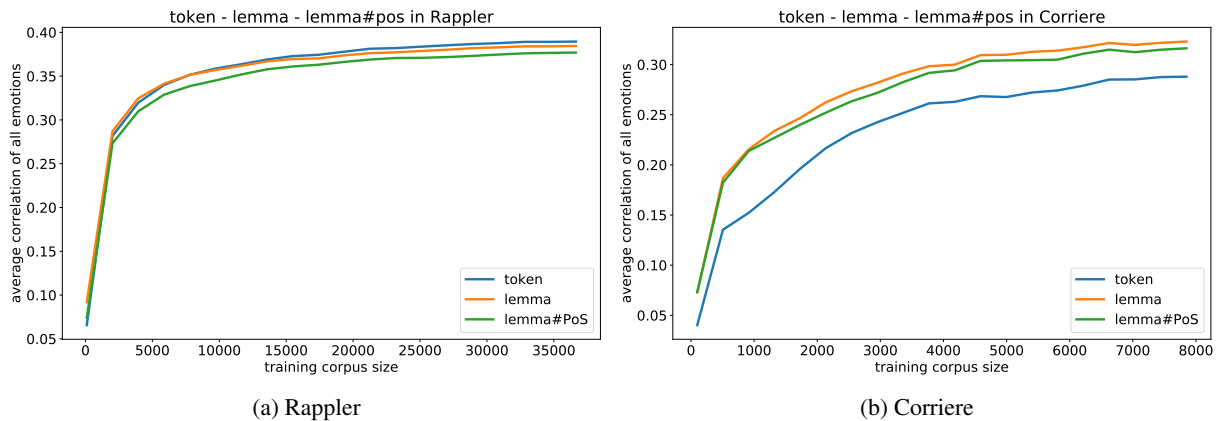 token - lemma - lemma#pos in Rappler
0.40
0.35
0.30
0.25
0.20
0.15
0.10
0.05
average correlation of all emotions
0 5000 10000 15000 20000 25000 30000 35000
training corpus size
token
lemma
lemma#PoS
(a) Rappler
token - lemma - lemma#pos in Corriere
0.30
0.25
0.20
0.15
0.10
0.05
average correlation of all emotions
0 1000 2000 3000 4000 5000 6000 7000 8000
training corpus size
token
lemma
lemma#PoS
(b) Corriere